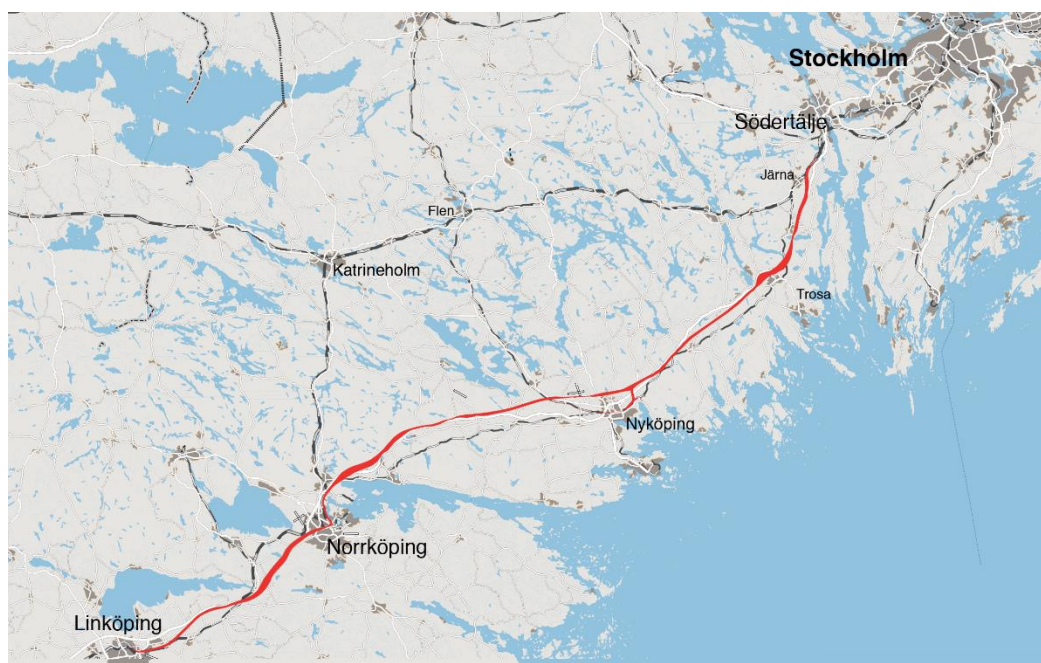 Stockholm
Södertälje
Järna
Flen
Katrineholm
Trosa
Nyköping
Norrköping
Linköping